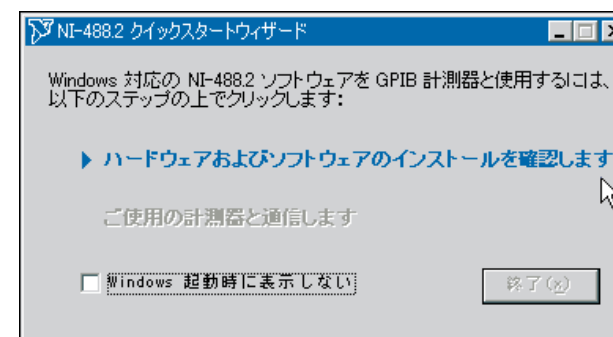 NI-488.2 クイックスタートウィザード
Windows 対応の NI-488.2 ソフトウェアを GPIB 計測器と使用するには、
以下のステップの上でクリックします:
ハードウェアおよびソフトウェアのインストールを確認します
ご使用の計測器と通信します
Windows 起動時に表示しない
終了(x)